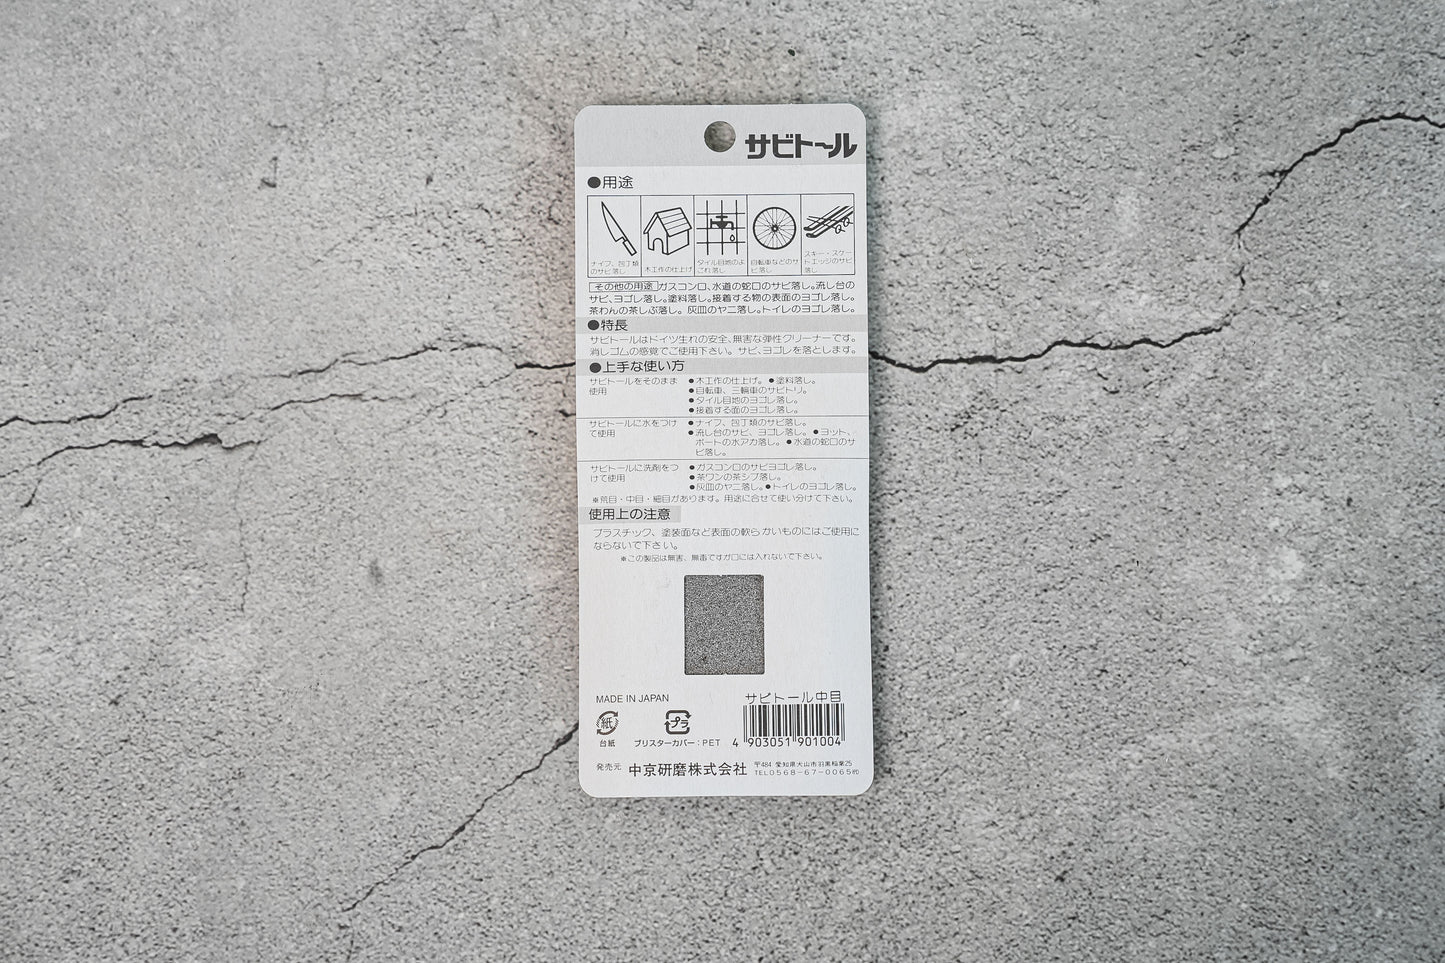 サビトール
●用途
ナイフ、包丁類のサビ落し
木工作の仕上げ
タイル目地のよごれ落し
自転車などのサビ落し
スキー・スケートエッジのサビ落し
その他の用途 ガスコンロ、水道の蛇口のサビ落し。流し台の
サビ、ヨゴレ落し。塗料落し。接着する物の表面のヨゴレ落し。
茶わんの茶しぶ落し。灰皿のヤニ落し。トイレのヨゴレ落し。
●特長
サビトールはドイツ生れの安全、無害な弾性クリーナーです。
消しゴムの感覚でご使用下さい。サビ、ヨゴレを落とします。
●上手な使い方
サビトールをそのまま
使用
●木工作の仕上げ。●塗料落し。
●自転車、三輪車のサビトリ。
●タイル目地のヨゴレ落し。
●接着する面のヨゴレ落し。
サビトールに水をつけ
て使用
●ナイフ、包丁類のサビ落し。
●流し台のサビ、ヨゴレ落し。●ヨット、
ボートの水アカ落し。●水道の蛇口のサ
ビ落し。
サビトールに洗剤をつ
けて使用
●ガスコンロのサビヨゴレ落し。
●茶ワンの茶シブ落し。
●灰皿のヤニ落し。●トイレのヨゴレ落し。
※荒目・中目・細目があります。用途に合せて使い分けて下さい。
使用上の注意
プラスチック、塗装面など表面の軟らかいものにはご使用に
ならないで下さい。
※この製品は無害、無毒ですが口には入れないで下さい。
MADE IN JAPAN
サビトール中目
紙
台紙
プラ
ブリスターカバー:PET
4 903051 901004
発売元 中京研磨株式会社
〒484 愛知県犬山市羽黒稲葉25
TEL0568-67-0065㈹